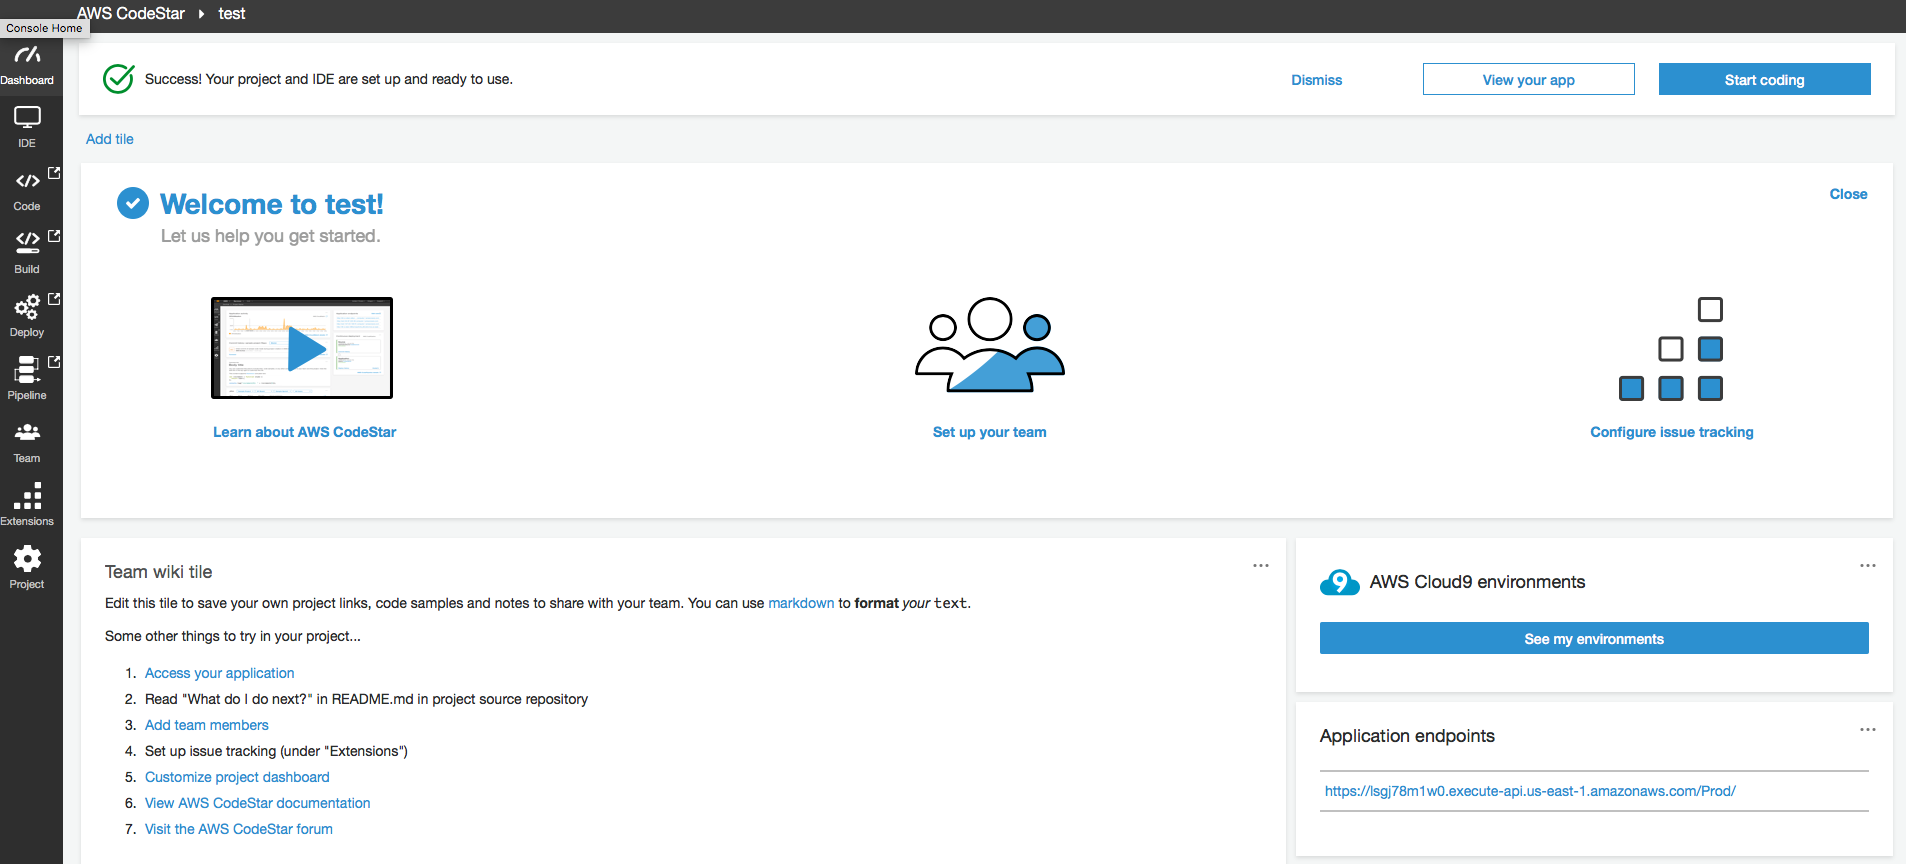 AWS CodeStar ▸ test
Console Home
Dashboard
IDE
Code
Build
Deploy
Pipeline
Team
Extensions
Project
Success! Your project and IDE are set up and ready to use.
Dismiss
View your app
Start coding
Add tile
Welcome to test!
Close
Let us help you get started.
Learn about AWS CodeStar
Set up your team
Configure issue tracking
Team wiki tile
Edit this tile to save your own project links, code samples and notes to share with your team. You can use markdown to format your text.
Some other things to try in your project...
1. Access your application
2. Read "What do I do next?" in README.md in project source repository
3. Add team members
4. Set up issue tracking (under "Extensions")
5. Customize project dashboard
6. View AWS CodeStar documentation
7. Visit the AWS CodeStar forum
9 AWS Cloud9 environments
See my environments
Application endpoints
https://lsgj78m1w0.execute-api.us-east-1.amazonaws.com/Prod/